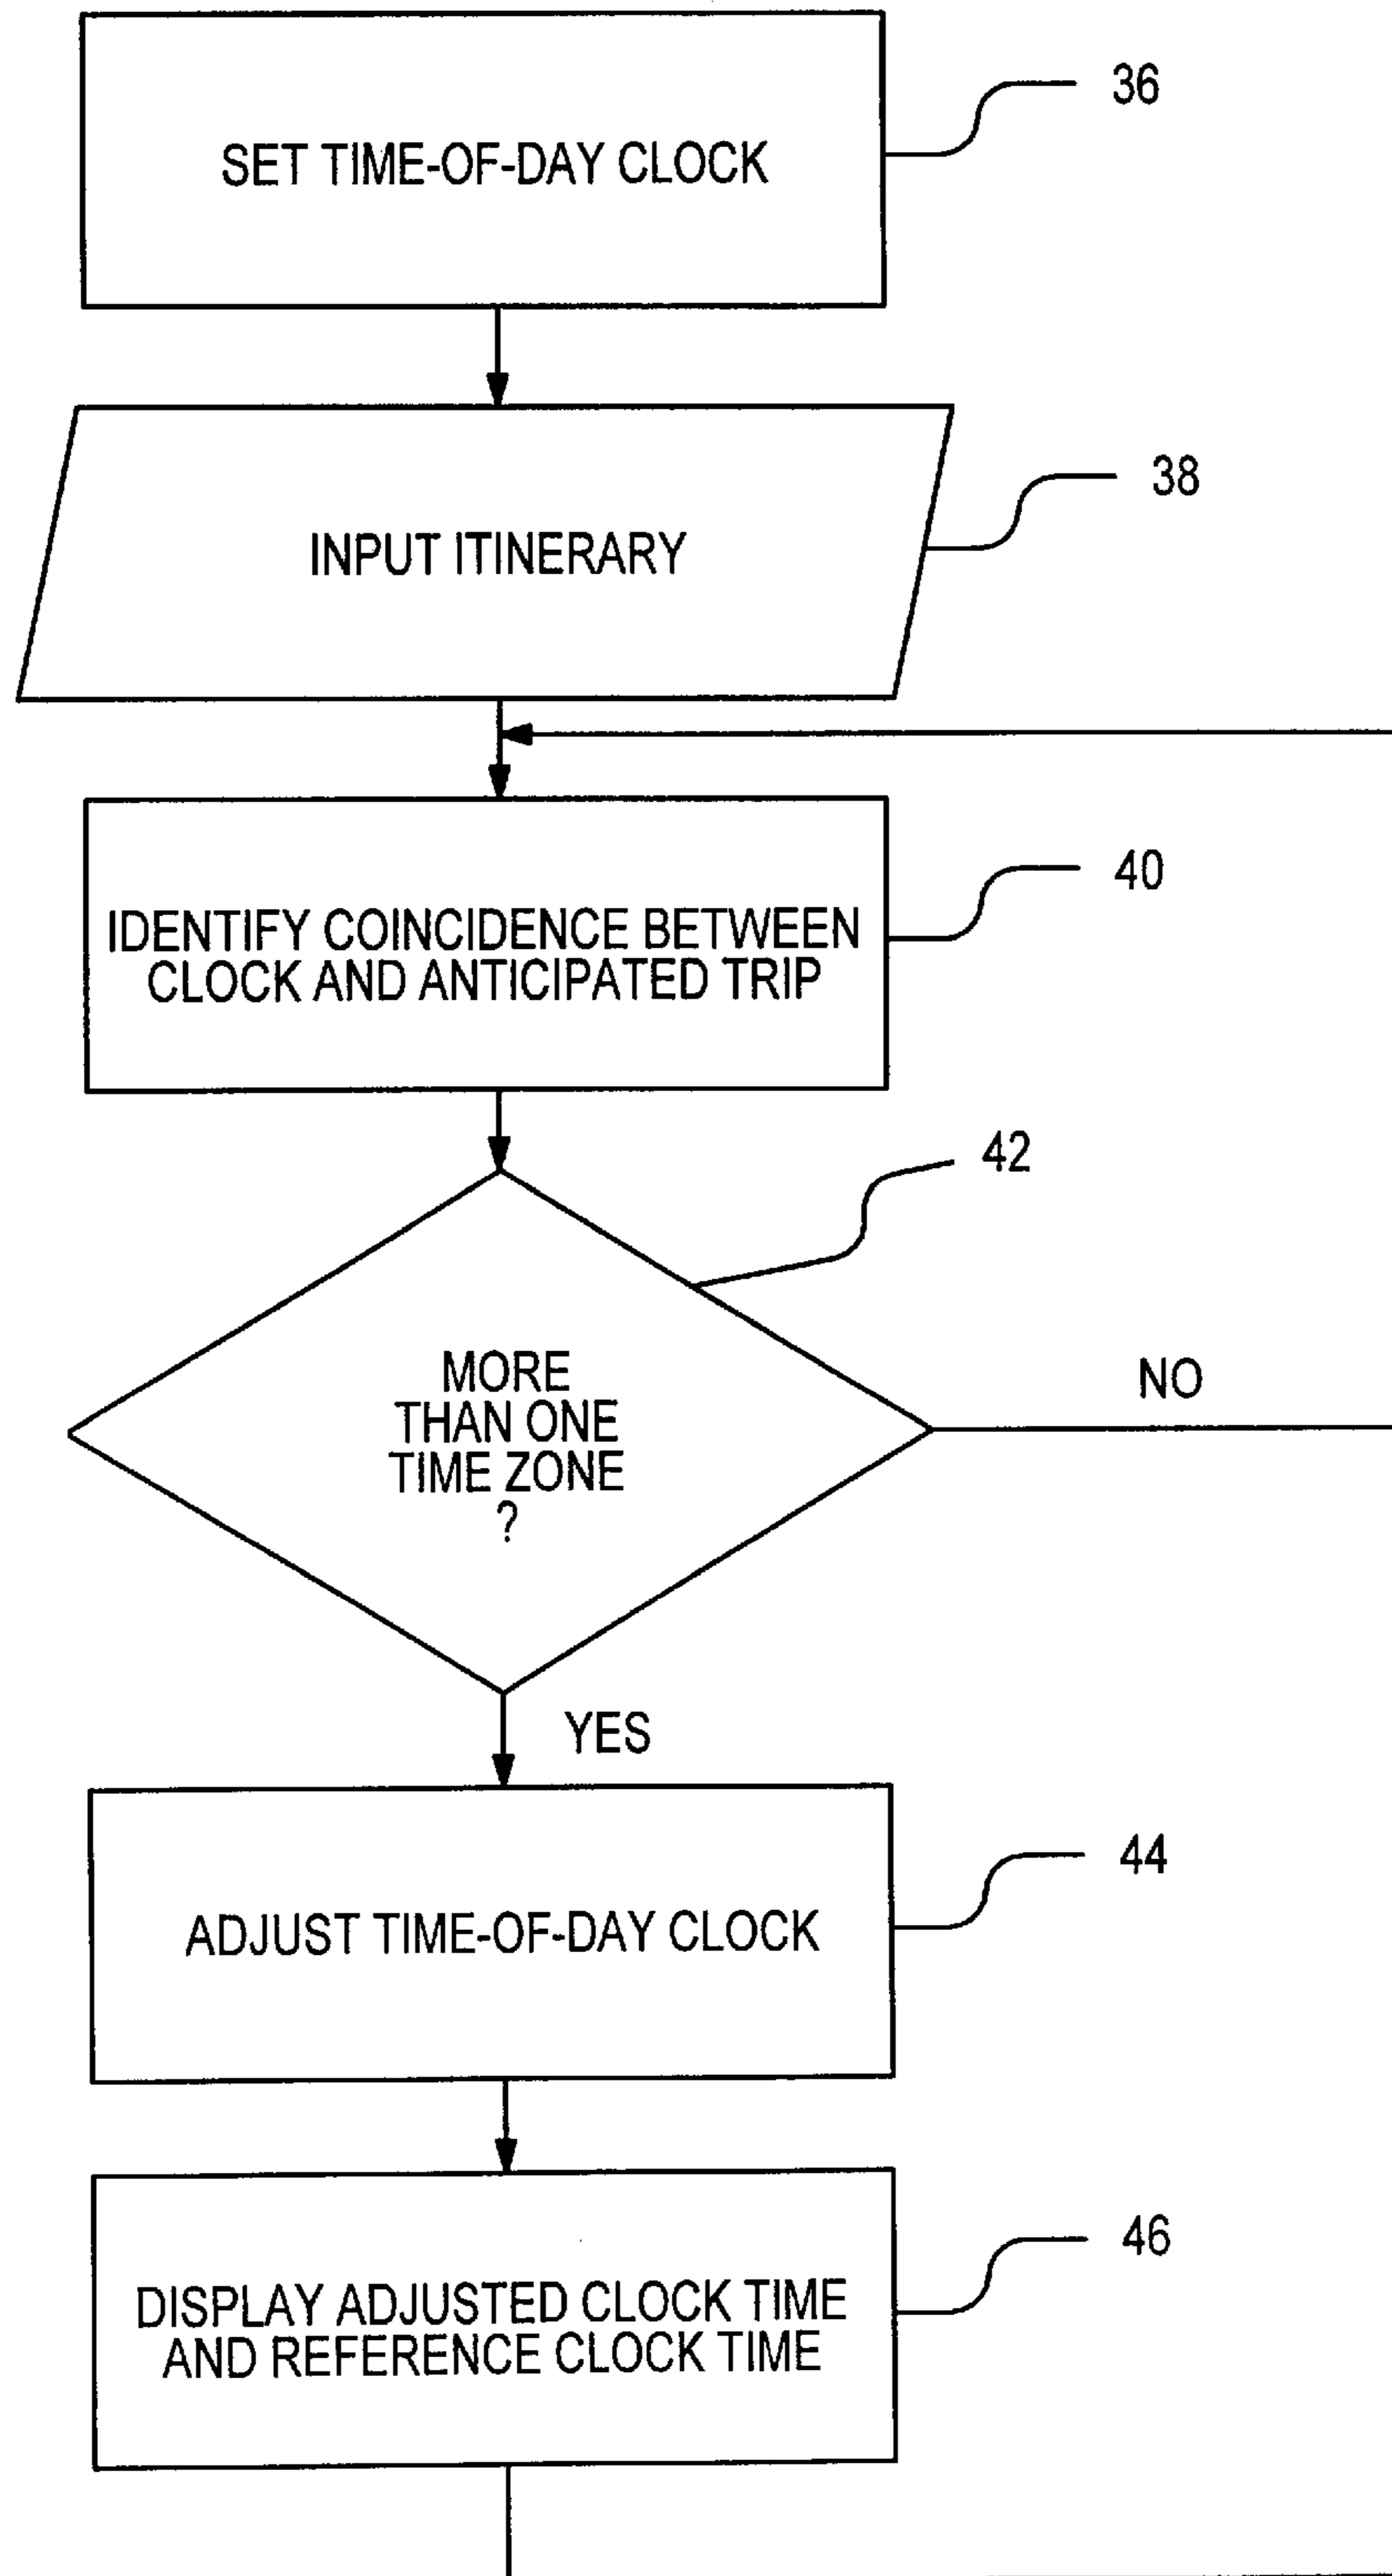 SET TIME-OF-DAY CLOCK
36
INPUT ITINERARY
38
IDENTIFY COINCIDENCE BETWEEN
CLOCK AND ANTICIPATED TRIP
40
MORE
THAN ONE
TIME ZONE
?
42
NO
YES
ADJUST TIME-OF-DAY CLOCK
44
DISPLAY ADJUSTED CLOCK TIME
AND REFERENCE CLOCK TIME
46